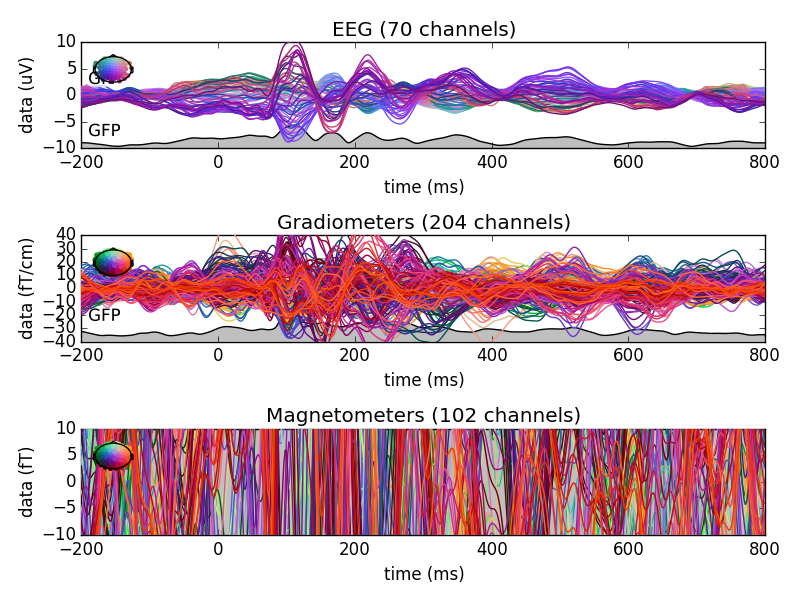 EEG (70 channels)
10
5
0
−5
−10
data (uV)
GFP
GFP
−200 0 200 400 600 800
time (ms)
Gradiometers (204 channels)
40
30
20
10
0
−10
−20
−30
−40
data (fT/cm)
GFP
−200 0 200 400 600 800
time (ms)
Magnetometers (102 channels)
10
5
0
−5
−10
data (fT)
−200 0 200 400 600 800
time (ms)